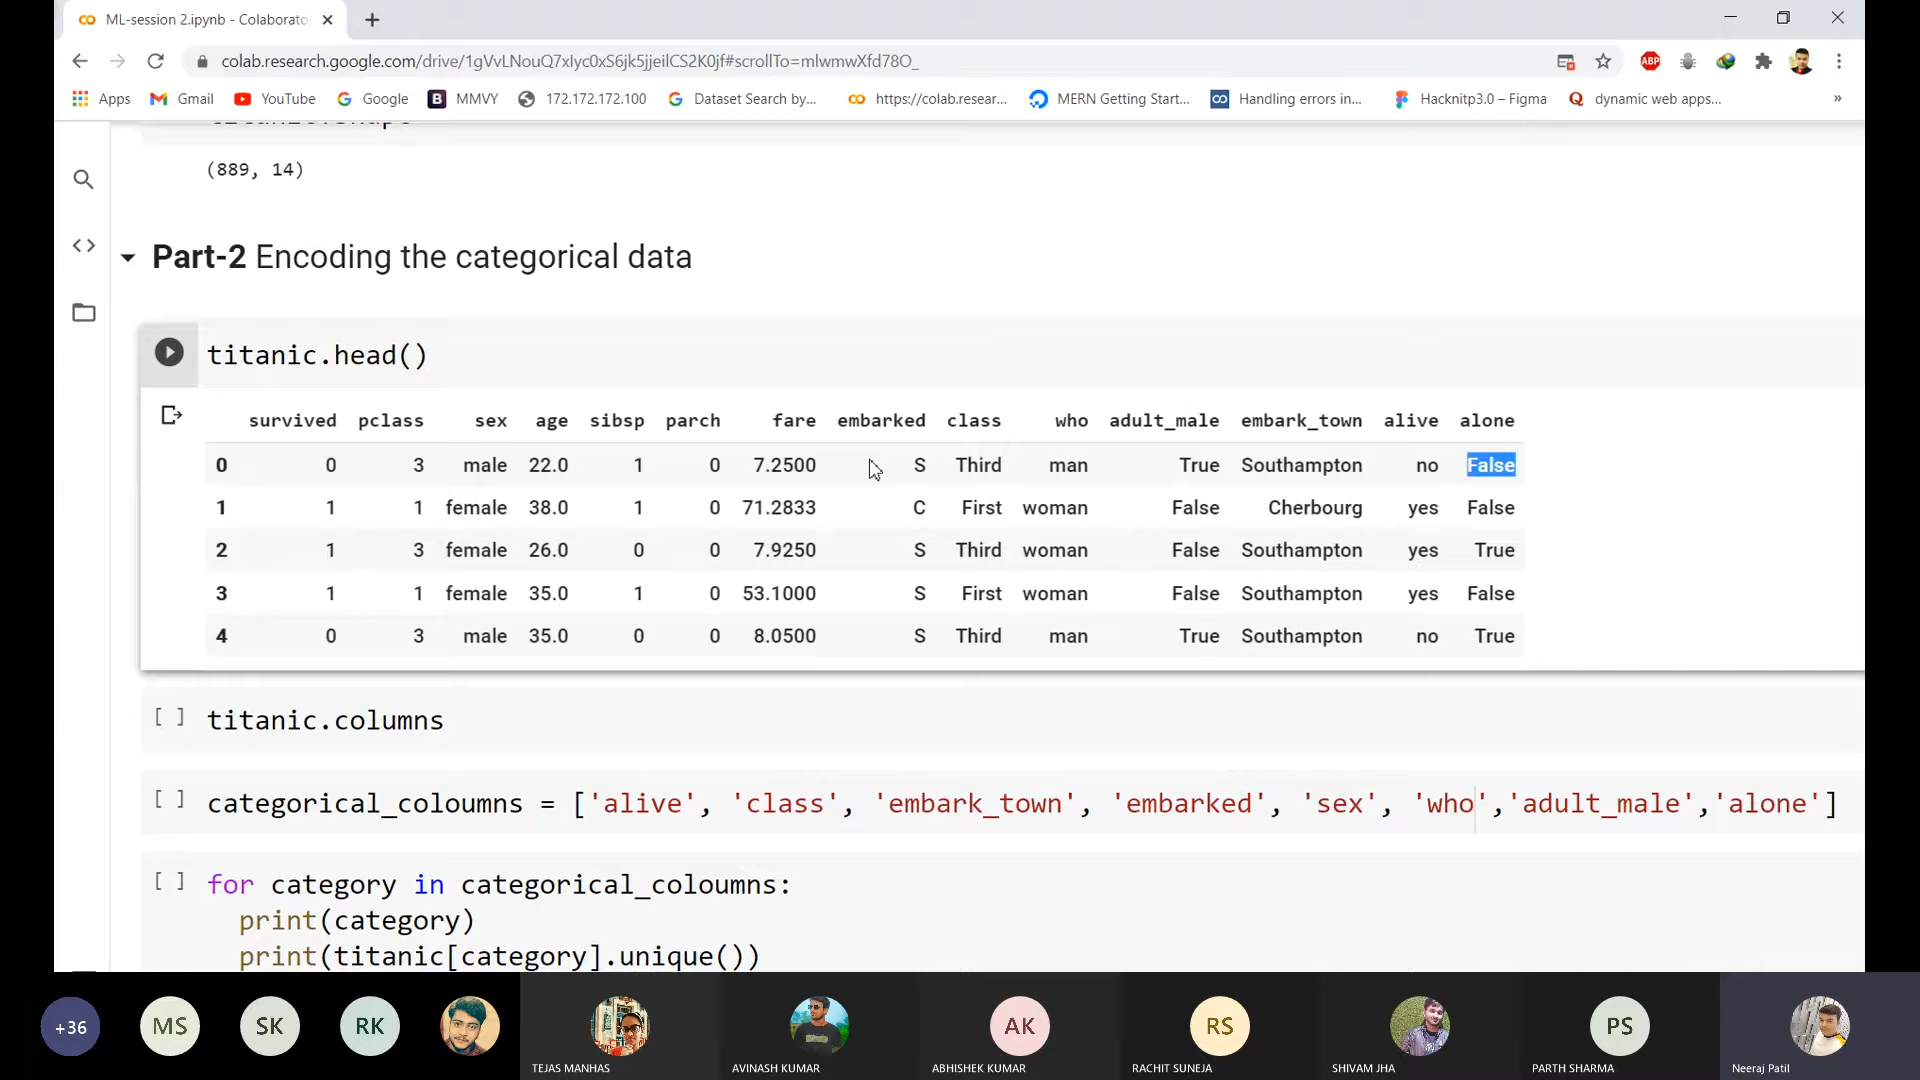 ML-session 2.ipynb - Colaborato
colab.research.google.com/drive/1gVvLNouQ7xIyc0xS6jk5jjeilCS2K0jf#scrollTo=mlwmwXfd78O_
ABP
Apps Gmail YouTube Google B MMVY 172.172.172.100 Dataset Search by... https://colab.resear... MERN Getting Start... Handling errors in... Hacknitp3.0 – Figma dynamic web apps... »
titanic.shape
(889, 14)
Part-2 Encoding the categorical data
titanic.head()
survived pclass sex age sibsp parch fare embarked class who adult_male embark_town alive alone
0 0 3 male 22.0 1 0 7.2500 S Third man True Southampton no False
1 1 1 female 38.0 1 0 71.2833 C First woman False Cherbourg yes False
2 1 3 female 26.0 0 0 7.9250 S Third woman False Southampton yes True
3 1 1 female 35.0 1 0 53.1000 S First woman False Southampton yes False
4 0 3 male 35.0 0 0 8.0500 S Third man True Southampton no True
[ ] titanic.columns
[ ] categorical_coloumns = ['alive', 'class', 'embark_town', 'embarked', 'sex', 'who','adult_male','alone']
[ ] for category in categorical_coloumns:
print(category)
print(titanic[category].unique())
+36 MS SK RK AK RS PS
TEJAS MANHAS AVINASH KUMAR ABHISHEK KUMAR RACHIT SUNEJA SHIVAM JHA PARTH SHARMA Neeraj Patil